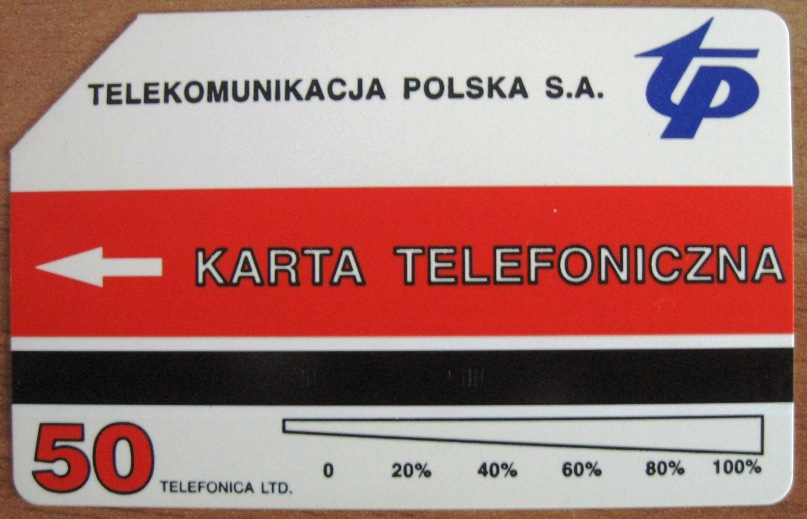 TELEKOMUNIKACJA POLSKA S.A.
tp
KARTA TELEFONICZNA
50
TELEFONICA LTD.
0 20% 40% 60% 80% 100%